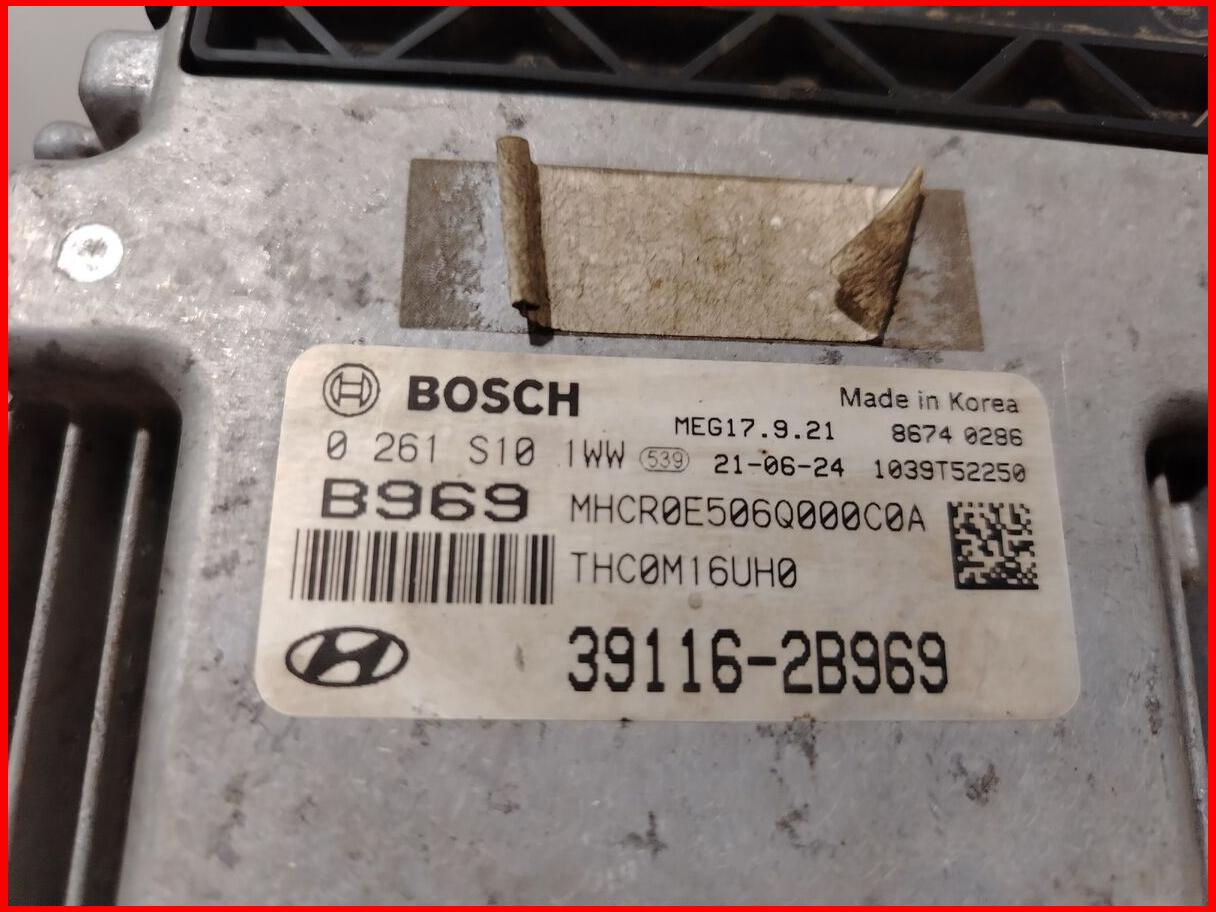 BOSCH
Made in Korea
MEG17.9.21
8674 0286
0 261 S10 1WW
539
21-06-24
1039T52250
B969
MHCR0E506Q000C0A
THC0M16UH0
39116-2B969